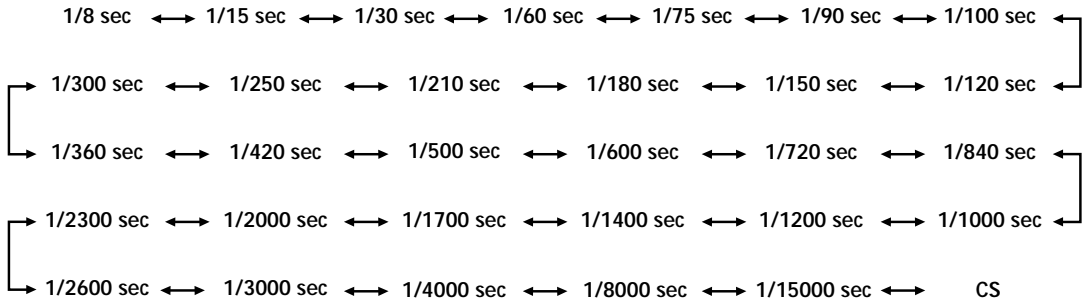 1/8 sec 1/15 sec 1/30 sec 1/60 sec 1/75 sec 1/90 sec 1/100 sec
1/300 sec 1/250 sec 1/210 sec 1/180 sec 1/150 sec 1/120 sec
1/360 sec 1/420 sec 1/500 sec 1/600 sec 1/720 sec 1/840 sec
1/2300 sec 1/2000 sec 1/1700 sec 1/1400 sec 1/1200 sec 1/1000 sec
1/2600 sec 1/3000 sec 1/4000 sec 1/8000 sec 1/15000 sec CS